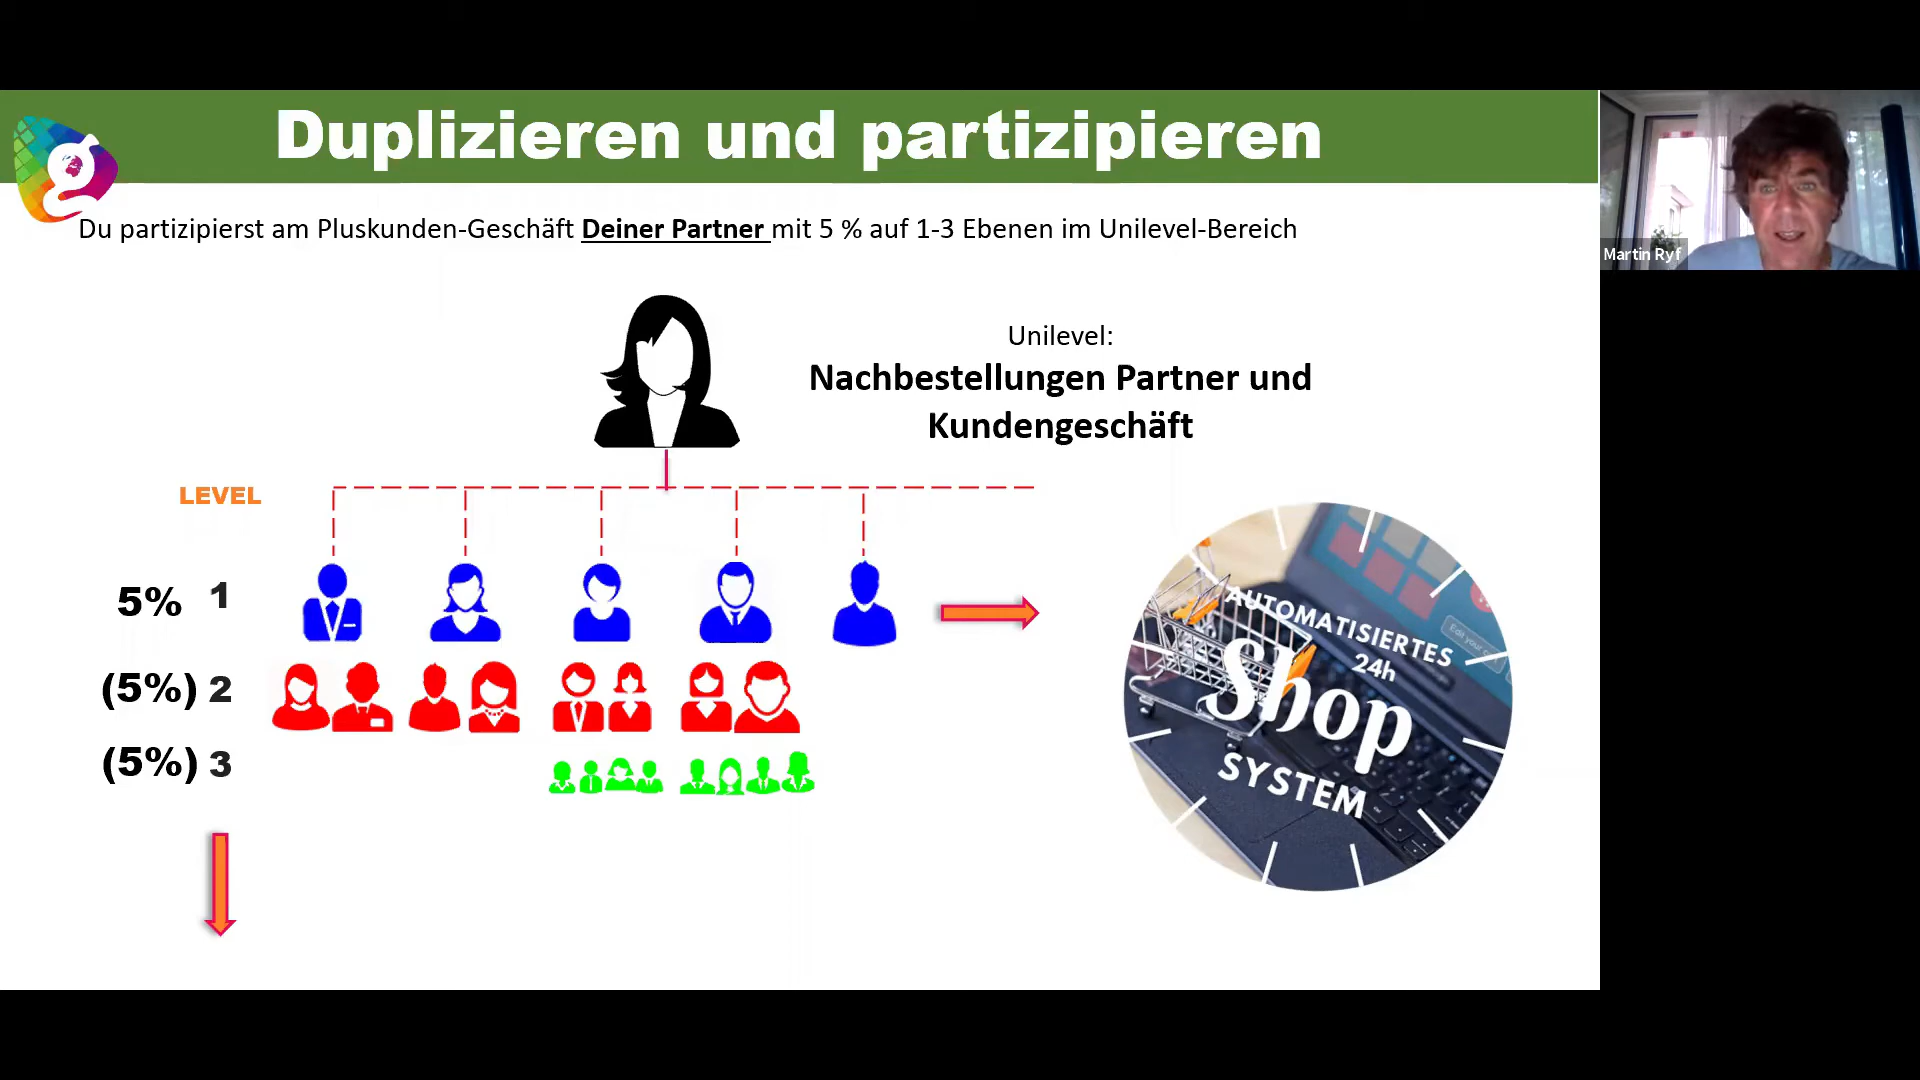 Duplizieren und partizipieren
Du partizipierst am Pluskunden-Geschäft Deiner Partner mit 5 % auf 1-3 Ebenen im Unilevel-Bereich
Martin Ryf
Unilevel:
Nachbestellungen Partner und
Kundengeschäft
LEVEL
5% 1
(5%) 2
(5%) 3
AUTOMATISIERTES
24h
Shop
SYSTEM